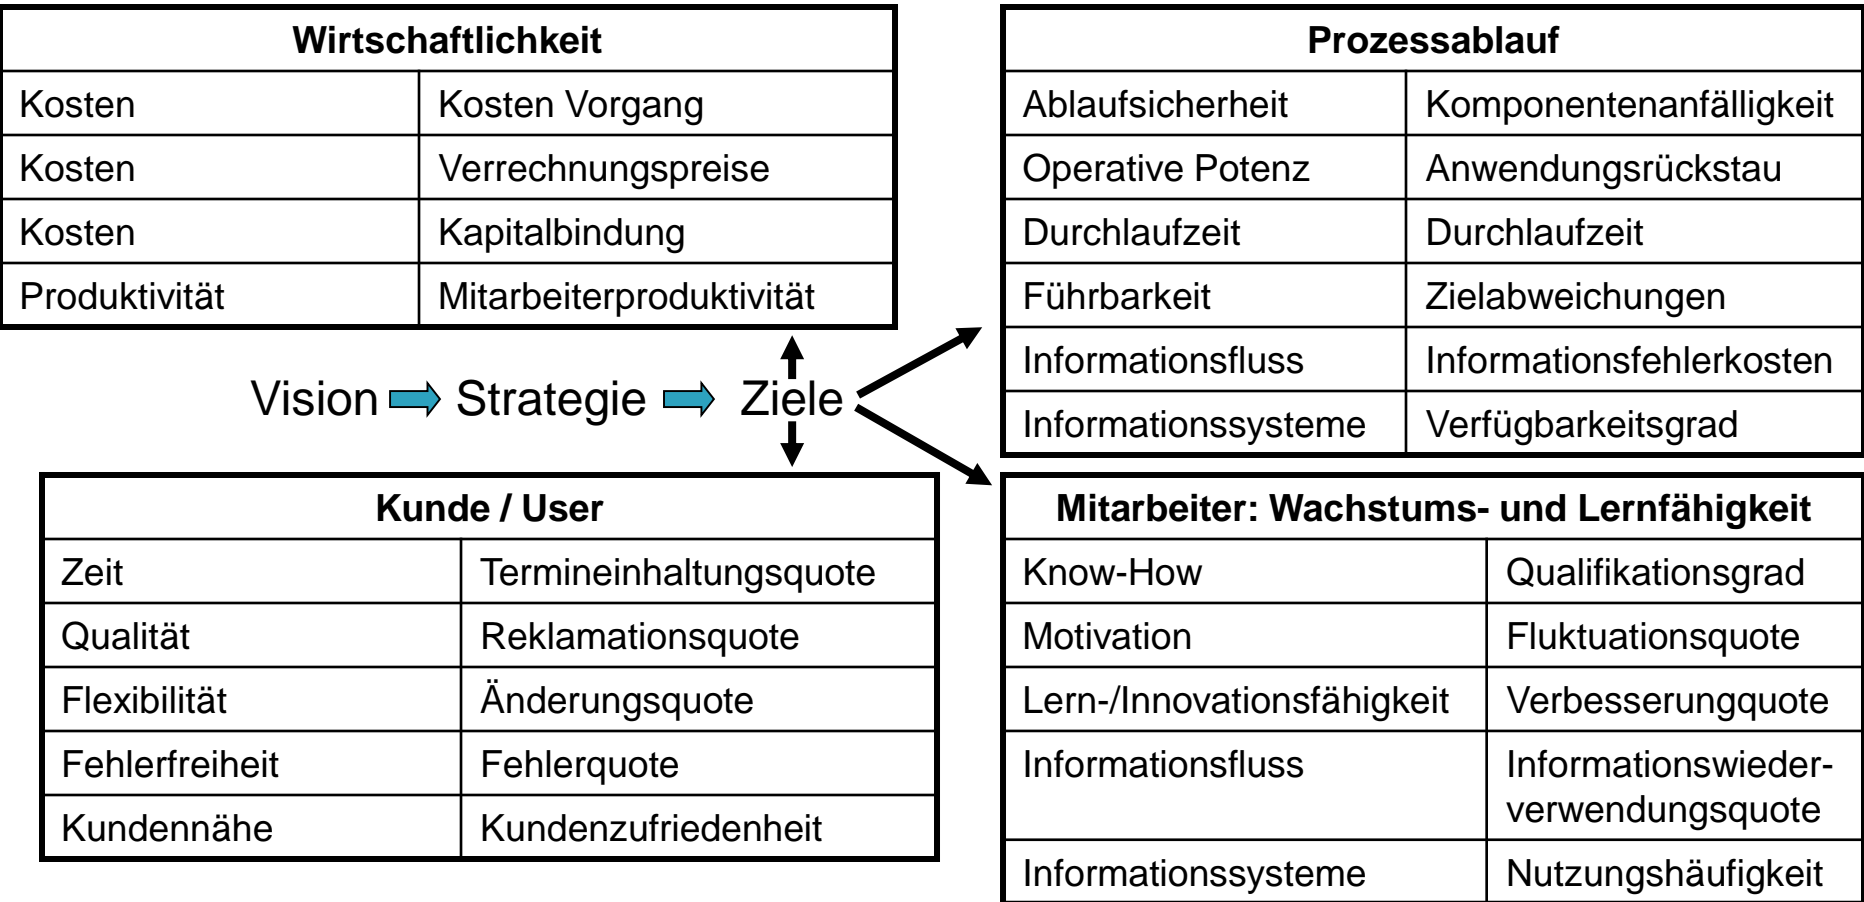 Wirtschaftlichkeit
Kosten Kosten Vorgang
Kosten Verrechnungspreise
Kosten Kapitalbindung
Produktivität Mitarbeiterproduktivität
Prozessablauf
Ablaufsicherheit Komponentenanfälligkeit
Operative Potenz Anwendungsrückstau
Durchlaufzeit Durchlaufzeit
Führbarkeit Zielabweichungen
Informationsfluss Informationsfehlerkosten
Informationssysteme Verfügbarkeitsgrad
Vision Strategie Ziele
Kunde / User
Zeit Termineinhaltungsquote
Qualität Reklamationsquote
Flexibilität Änderungsquote
Fehlerfreiheit Fehlerquote
Kundennähe Kundenzufriedenheit
Mitarbeiter: Wachstums- und Lernfähigkeit
Know-How Qualifikationsgrad
Motivation Fluktuationsquote
Lern-/Innovationsfähigkeit Verbesserungquote
Informationsfluss Informationswieder-
verwendungsquote
Informationssysteme Nutzungshäufigkeit